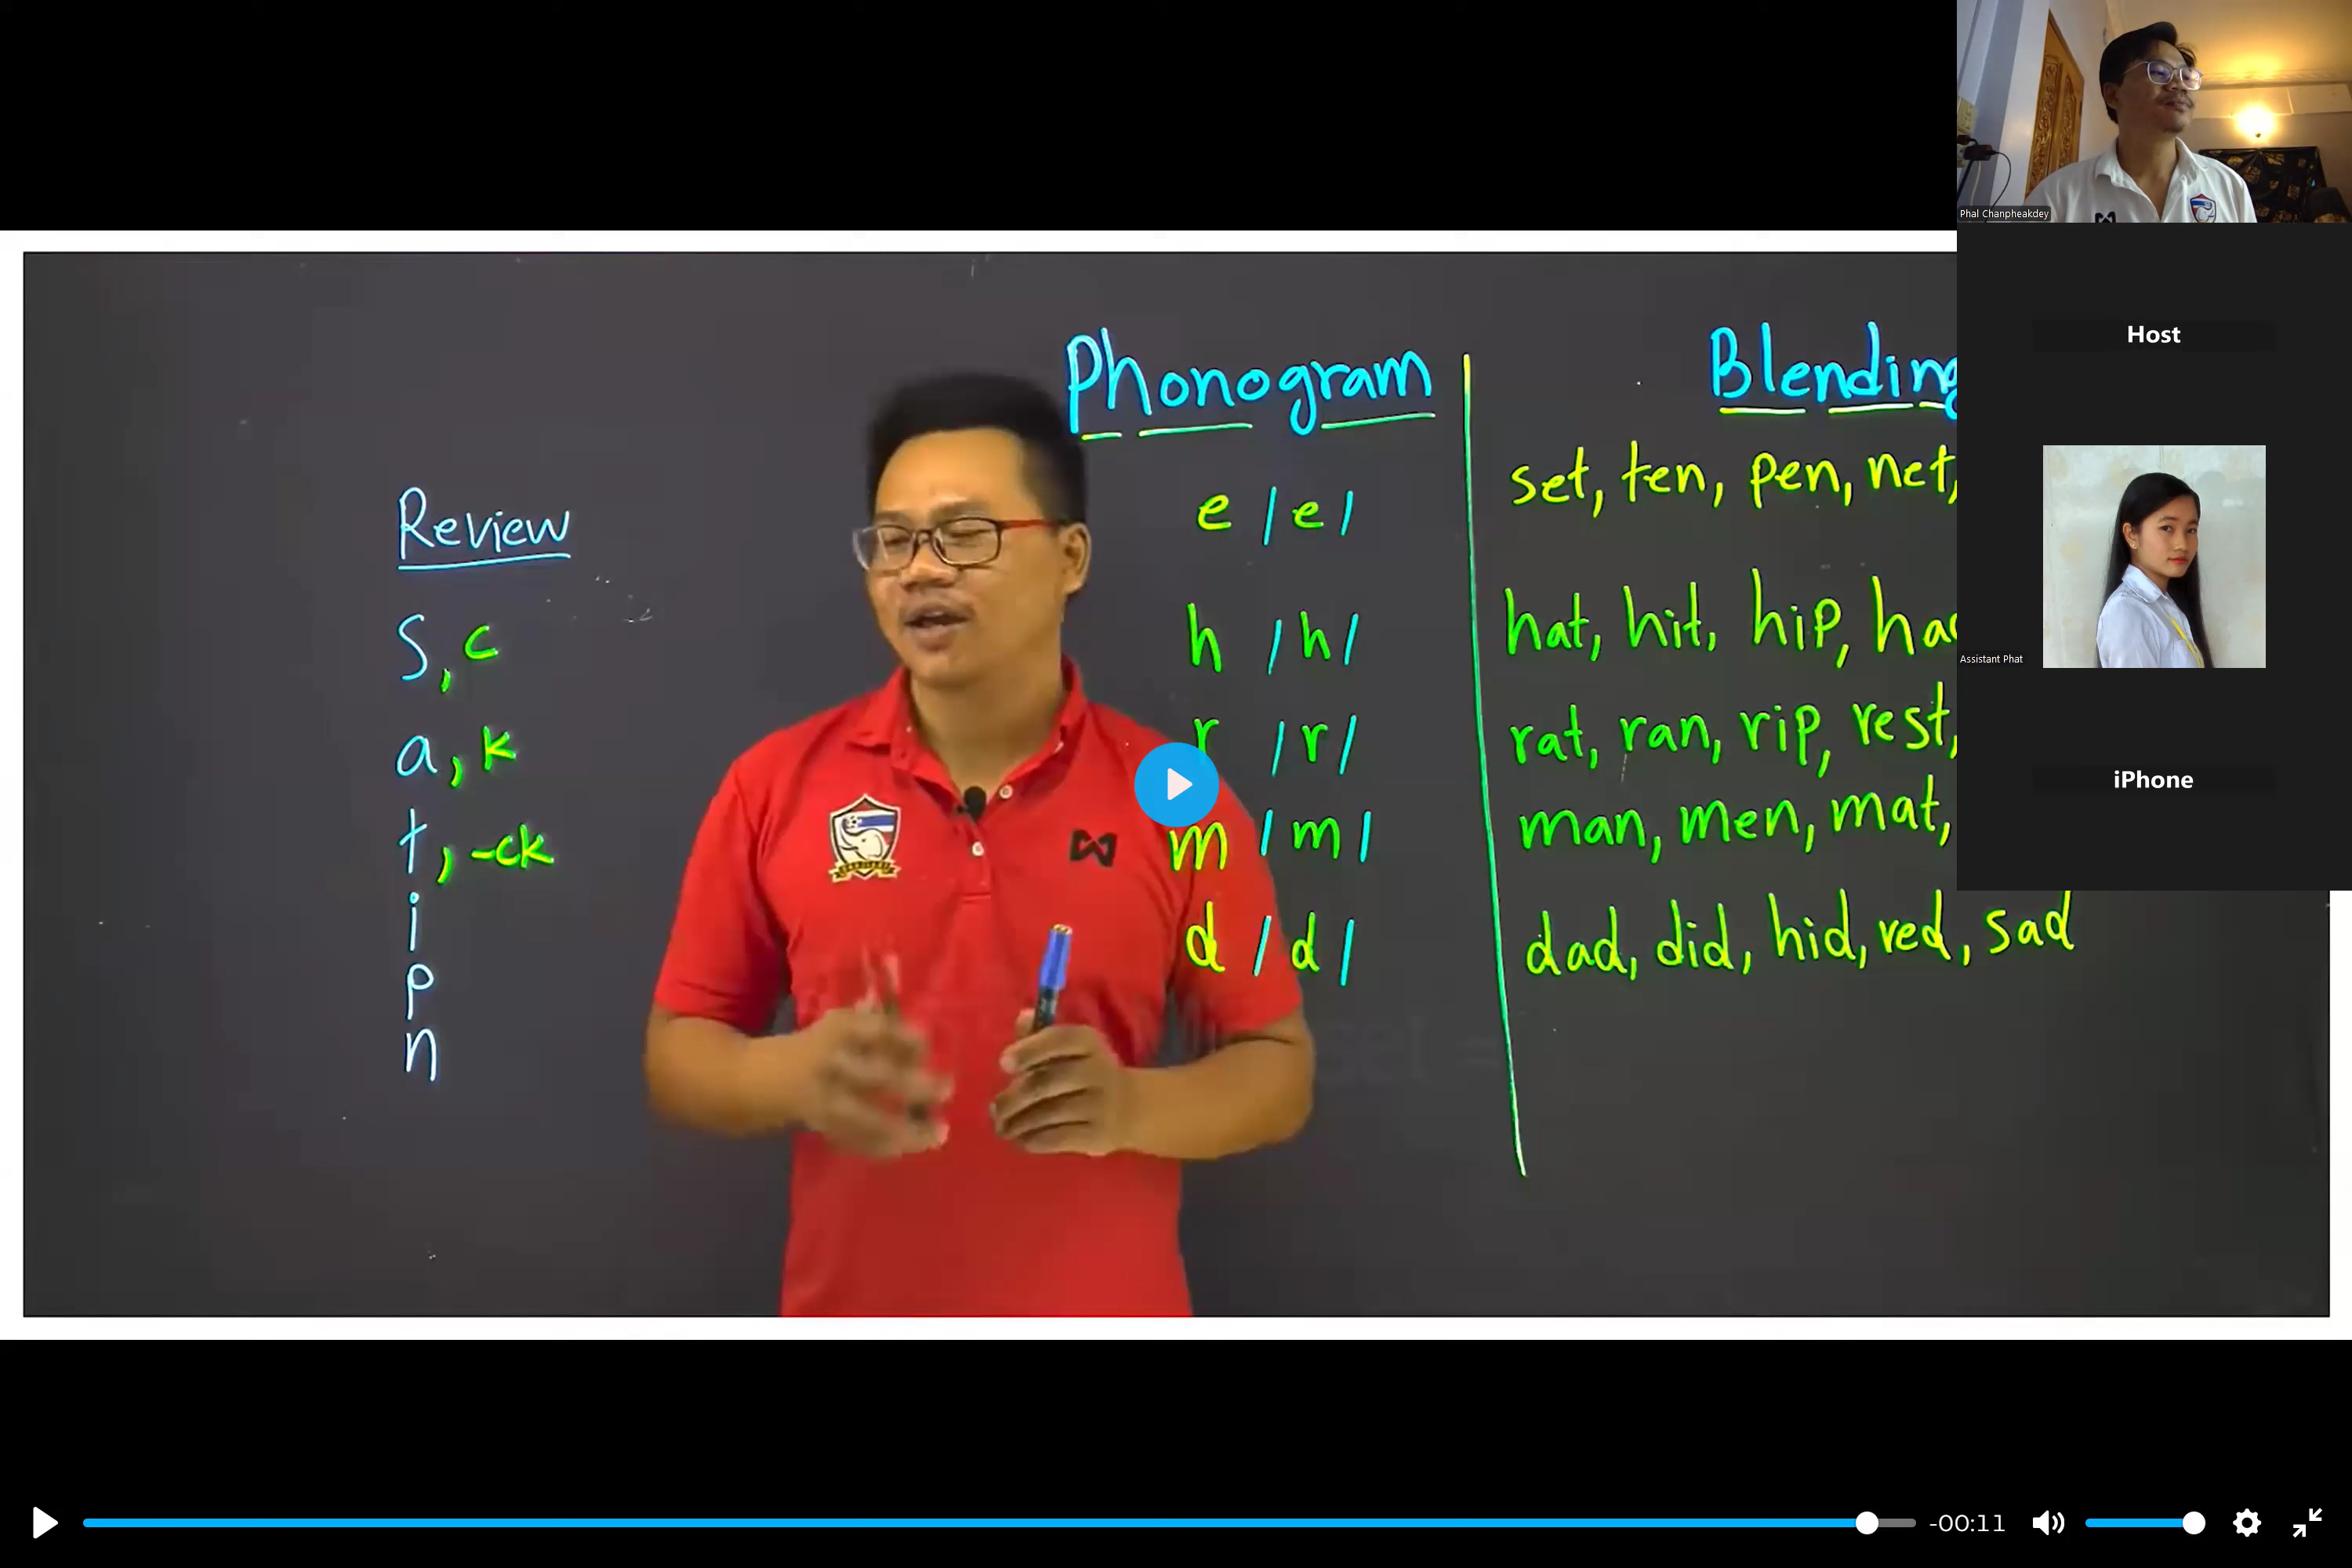 Phal Chanpheakdey
Host
Assistant Phat
iPhone
Review
s, c
a, k
t, -ck
i
p
n
Phonogram
e /e/
h /h/
r /r/
m /m/
d /d/
Blending
set, ten, pen, net,
hat, hit, hip,
rat, ran, rip, rest,
man, men, mat,
dad, did, hid, red, sad
-00:11